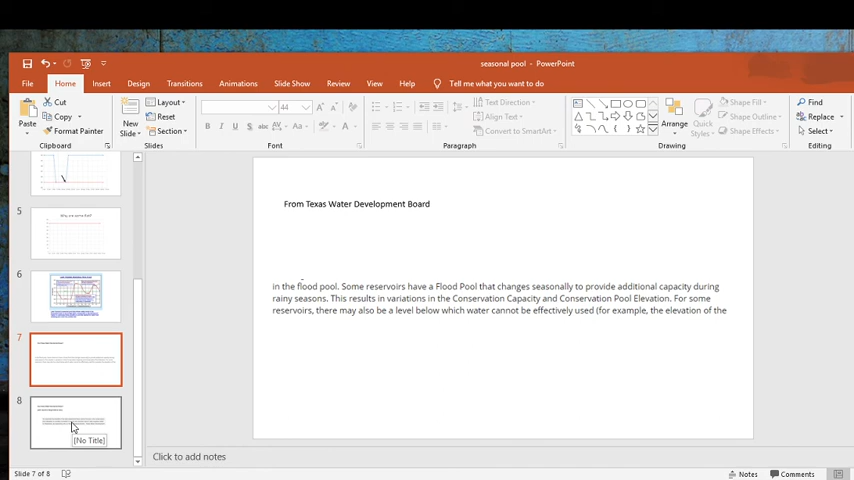 seasonal pool - PowerPoint
File Home Insert Design Transitions Animations Slide Show Review View Help Tell me what you want to do
Paste
Cut
Copy
Format Painter
Clipboard
New Slide
Layout
Reset
Section
Slides
44
Font
Text Direction
Align Text
Convert to SmartArt
Paragraph
Arrange
Quick Styles
Shape Fill
Shape Outline
Shape Effects
Drawing
Find
Replace
Select
Editing
5
6
7
8
[No Title]
From Texas Water Development Board
in the flood pool. Some reservoirs have a Flood Pool that changes seasonally to provide additional capacity during
rainy seasons. This results in variations in the Conservation Capacity and Conservation Pool Elevation. For some
reservoirs, there may also be a level below which water cannot be effectively used (for example, the elevation of the
Click to add notes
Slide 7 of 8
Notes Comments